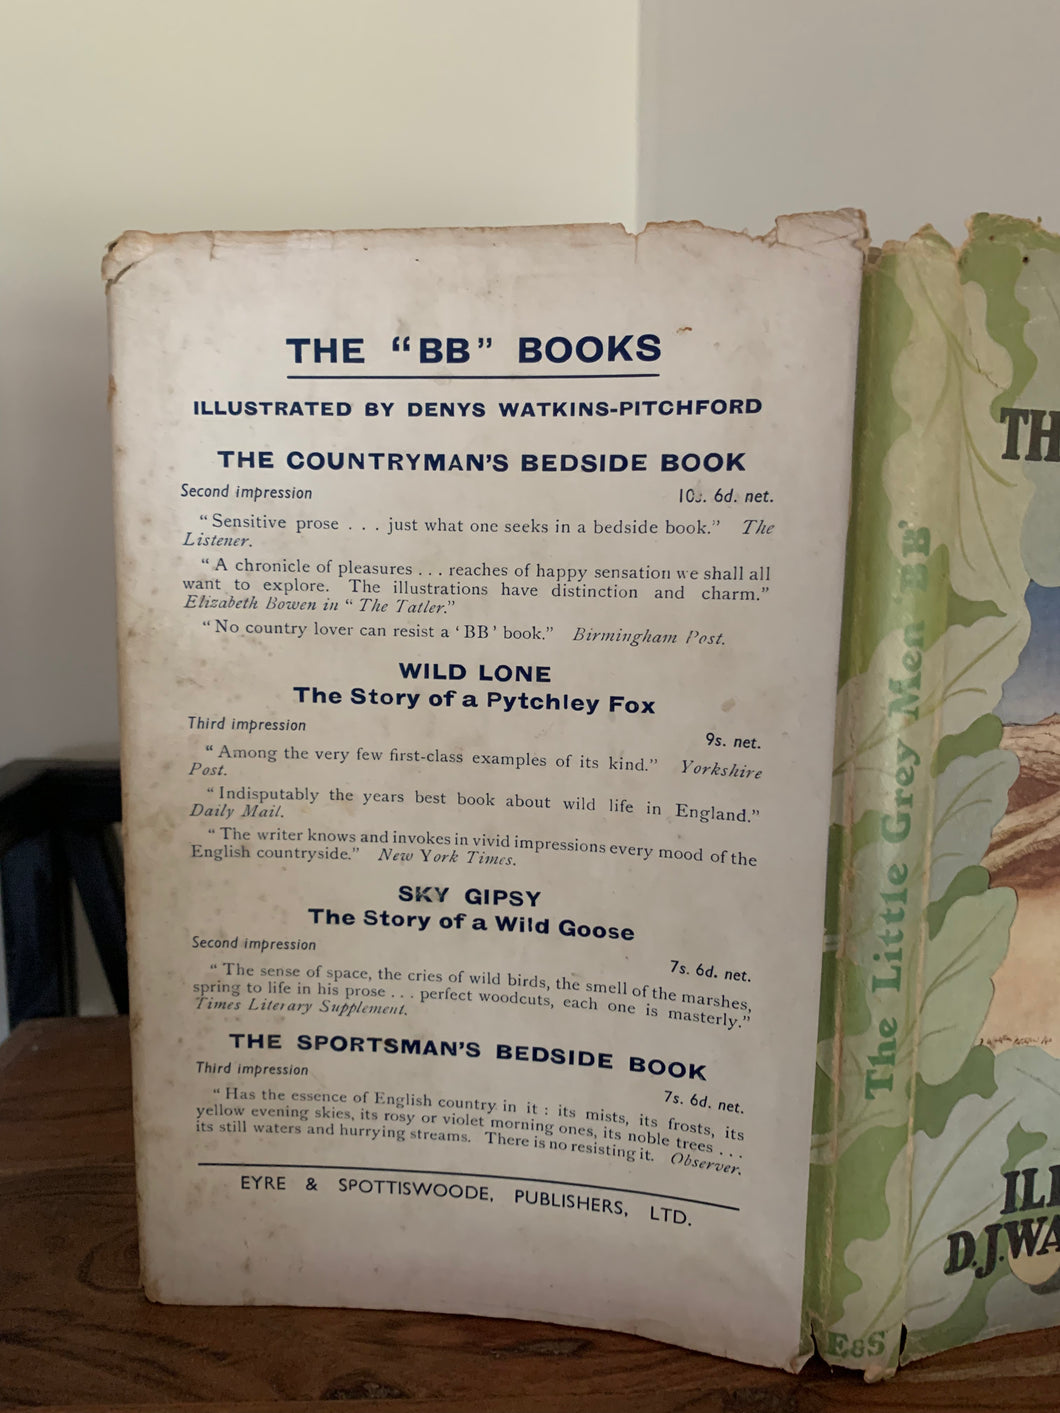 THE "BB" BOOKS
ILLUSTRATED BY DENYS WATKINS-PITCHFORD
THE COUNTRYMAN'S BEDSIDE BOOK
Second impression 10s. 6d. net.
"Sensitive prose . . . just what one seeks in a bedside book." The
Listener.
"A chronicle of pleasures . . . reaches of happy sensation we shall all
want to explore. The illustrations have distinction and charm."
Elizabeth Bowen in "The Tatler."
"No country lover can resist a 'BB' book." Birmingham Post.
WILD LONE
The Story of a Pytchley Fox
Third impression 9s. net.
"Among the very few first-class examples of its kind." Yorkshire
Post.
"Indisputably the years best book about wild life in England."
Daily Mail.
"The writer knows and invokes in vivid impressions every mood of the
English countryside." New York Times.
SKY GIPSY
The Story of a Wild Goose
Second impression 7s. 6d. net.
"The sense of space, the cries of wild birds, the smell of the marshes,
spring to life in his prose . . . perfect woodcuts, each one is masterly."
Times Literary Supplement.
THE SPORTSMAN'S BEDSIDE BOOK
Third impression 7s. 6d. net.
"Has the essence of English country in it : its mists, its frosts, its
yellow evening skies, its rosy or violet morning ones, its noble trees . . .
its still waters and hurrying streams. There is no resisting it. Observer.
EYRE & SPOTTISWOODE, PUBLISHERS, LTD.
The Little Grey Men 'BB'
E&S
TH
ILL
D.J.WA